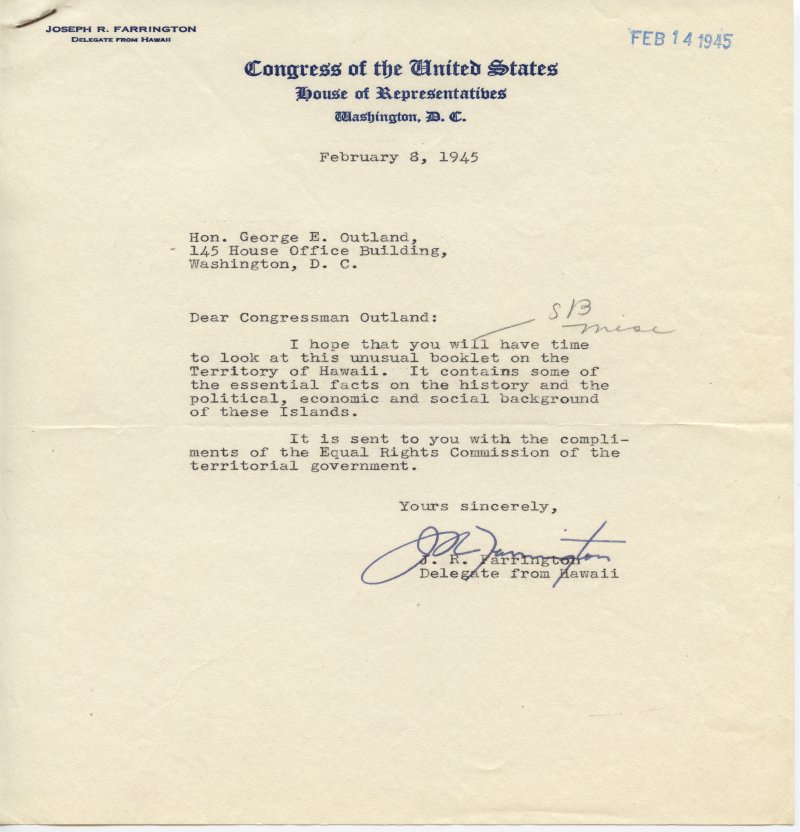 JOSEPH R. FARRINGTON
DELEGATE FROM HAWAII
FEB 14 1945
Congress of the United States
House of Representatives
Washington, D. C.
February 8, 1945
Hon. George E. Outland,
145 House Office Building,
Washington, D. C.
Dear Congressman Outland:
SB
misc
I hope that you will have time
to look at this unusual booklet on the
Territory of Hawaii.  It contains some of
the essential facts on the history and the
political, economic and social background
of these Islands.
It is sent to you with the compli-
ments of the Equal Rights Commission of the
territorial government.
Yours sincerely,
J R Farrington
J. R. Farrington
Delegate from Hawaii